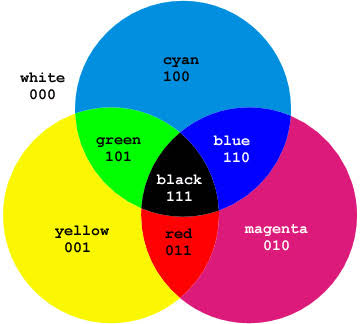 cyan
100
white
000
green
101
blue
110
black
111
yellow
001
red
011
magenta
010